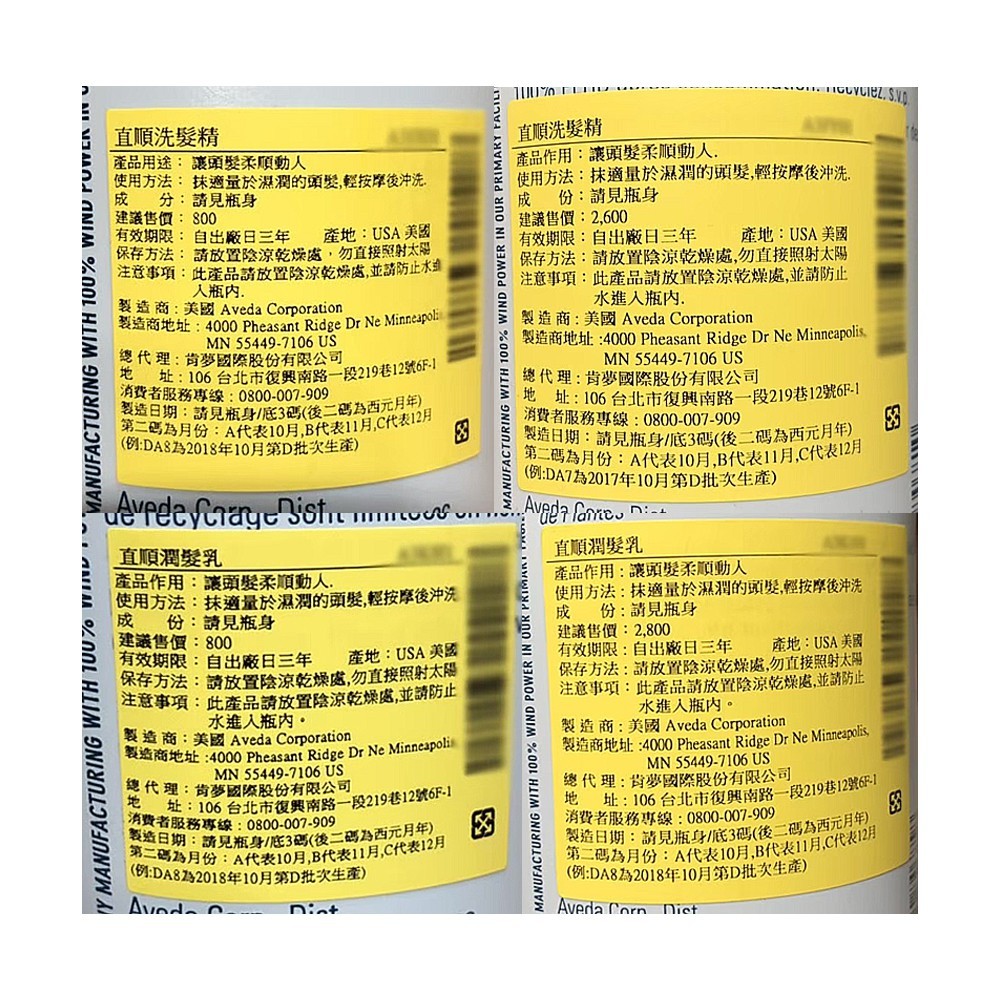 直順洗髮精
產品用途：讓頭髮柔順動人.
使用方法：抹適量於濕潤的頭髮,輕按摩後沖洗.
成　　份：請見瓶身
建議售價：800
有效期限：自出廠日三年　產地：USA 美國
保存方法：請放置陰涼乾燥處，勿直接照射太陽
注意事項：此產品請放置陰涼乾燥處,並請防止水進
入瓶內.
製 造 商：美國 Aveda Corporation
製造商地址：4000 Pheasant Ridge Dr Ne Minneapolis
MN 55449-7106 US
總 代 理：肯夢國際股份有限公司
地　　址：106 台北市復興南路一段219巷12號6F-1
消費者服務專線：0800-007-909
製造日期：請見瓶身/底3碼(後二碼為西元月年)
第二碼為月份：A代表10月,B代表11月,C代表12月
(例:DA8為2018年10月第D批次生產)
MANUFACTURING WITH 100% WIND POWER IN
Aveda Corp., Dist.
直順洗髮精
產品作用：讓頭髮柔順動人.
使用方法：抹適量於濕潤的頭髮,輕按摩後沖洗.
成　　份：請見瓶身
建議售價：2,600
有效期限：自出廠日三年　產地：USA 美國
保存方法：請放置陰涼乾燥處,勿直接照射太陽
注意事項：此產品請放置陰涼乾燥處,並請防止
水進入瓶內.
製 造 商：美國 Aveda Corporation
製造商地址:4000 Pheasant Ridge Dr Ne Minneapolis,
MN 55449-7106 US
總 代 理：肯夢國際股份有限公司
地　　址：106 台北市復興南路一段219巷12號6F-1
消費者服務專線：0800-007-909
製造日期：請見瓶身/底3碼(後二碼為西元月年)
第二碼為月份：A代表10月,B代表11月,C代表12月
(例:DA7為2017年10月第D批次生產)
MANUFACTURING WITH 100% WIND POWER IN OUR PRIMARY FACILI
Aveda Corp., Dist.
de recyclage sont limitées
直順潤髮乳
產品作用：讓頭髮柔順動人.
使用方法：抹適量於濕潤的頭髮,輕按摩後沖洗
成　　份：請見瓶身
建議售價：800
有效期限：自出廠日三年　產地：USA 美國
保存方法：請放置陰涼乾燥處,勿直接照射太陽
注意事項：此產品請放置陰涼乾燥處,並請防止
水進入瓶內。
製 造 商：美國 Aveda Corporation
製造商地址:4000 Pheasant Ridge Dr Ne Minneapolis
MN 55449-7106 US
總 代 理：肯夢國際股份有限公司
地　　址：106 台北市復興南路一段219巷12號6F-1
消費者服務專線：0800-007-909
製造日期：請見瓶身/底3碼(後二碼為西元月年)
第二碼為月份：A代表10月,B代表11月,C代表12月
(例:DA8為2018年10月第D批次生產)
MANUFACTURING WITH 100% WIND
Aveda Corp., Dist.
直順潤髮乳
產品作用：讓頭髮柔順動人
使用方法：抹適量於濕潤的頭髮,輕按摩後沖洗
成　　份：請見瓶身
建議售價：2,800
有效期限：自出廠日三年　產地：USA 美國
保存方法：請放置陰涼乾燥處,勿直接照射太陽
注意事項：此產品請放置陰涼乾燥處,並請防止
水進入瓶內。
製 造 商：美國 Aveda Corporation
製造商地址:4000 Pheasant Ridge Dr Ne Minneapolis,
MN 55449-7106 US
總 代 理：肯夢國際股份有限公司
地　　址：106 台北市復興南路一段219巷12號6F-1
消費者服務專線：0800-007-909
製造日期：請見瓶身/底3碼(後二碼為西元月年)
第二碼為月份：A代表10月,B代表11月,C代表12月
(例:DA8為2018年10月第D批次生產)
MANUFACTURING WITH 100% WIND POWER IN OUR PRIMARY
Aveda Corp., Dist.